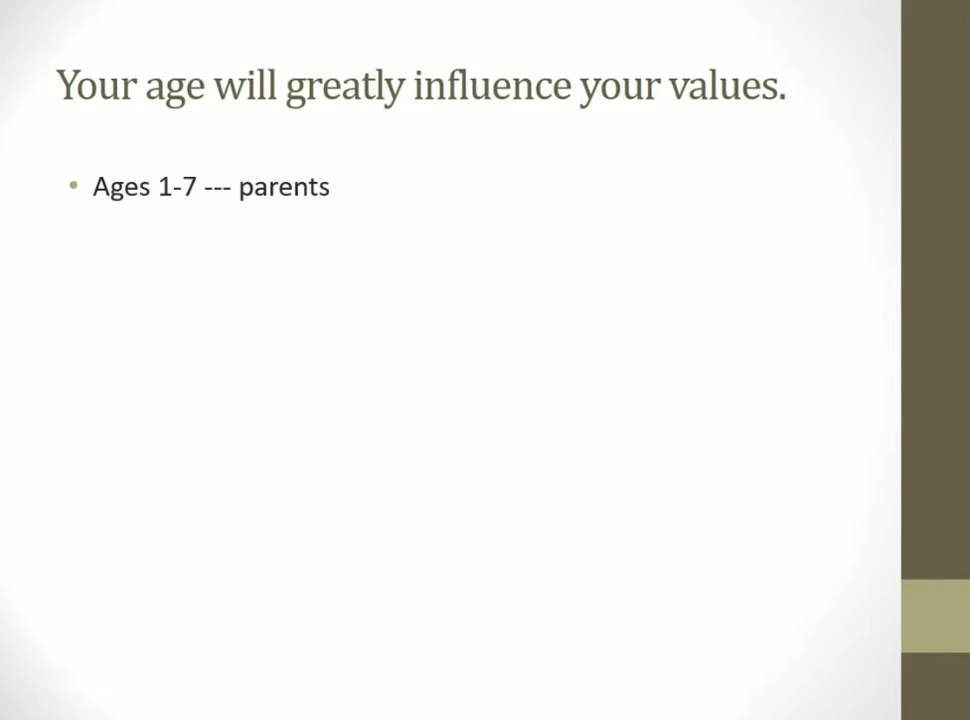 Your age will greatly influence your values.
• Ages 1-7 --- parents